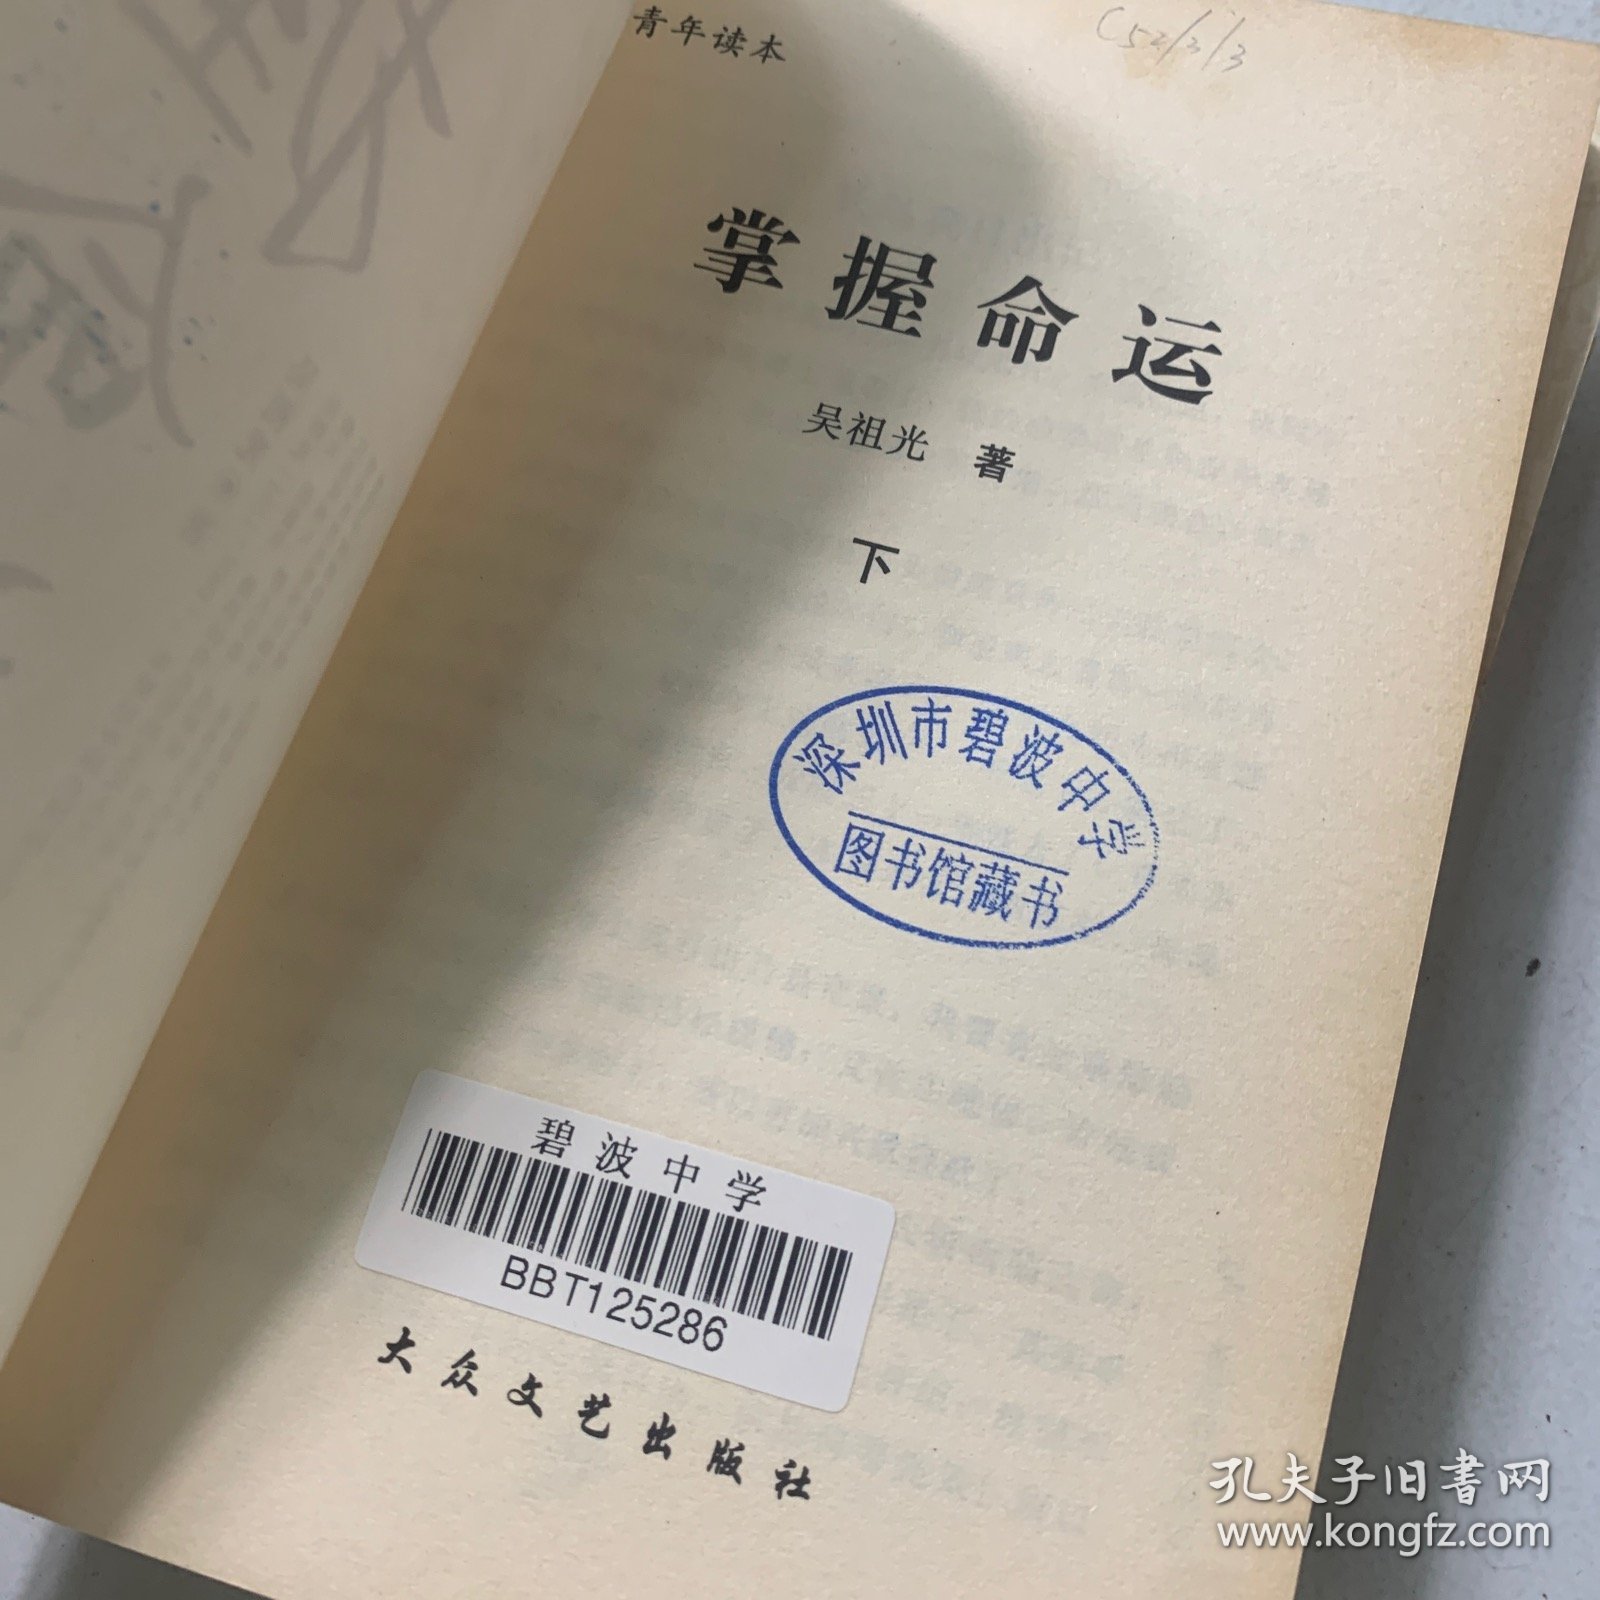 青年读本
C52/3/3
掌握命运
吴祖光 著
下
深圳市碧波中学
图书馆藏书
碧波中学
BBT125286
大众文艺出版社
孔夫子旧书网
www.kongfz.com